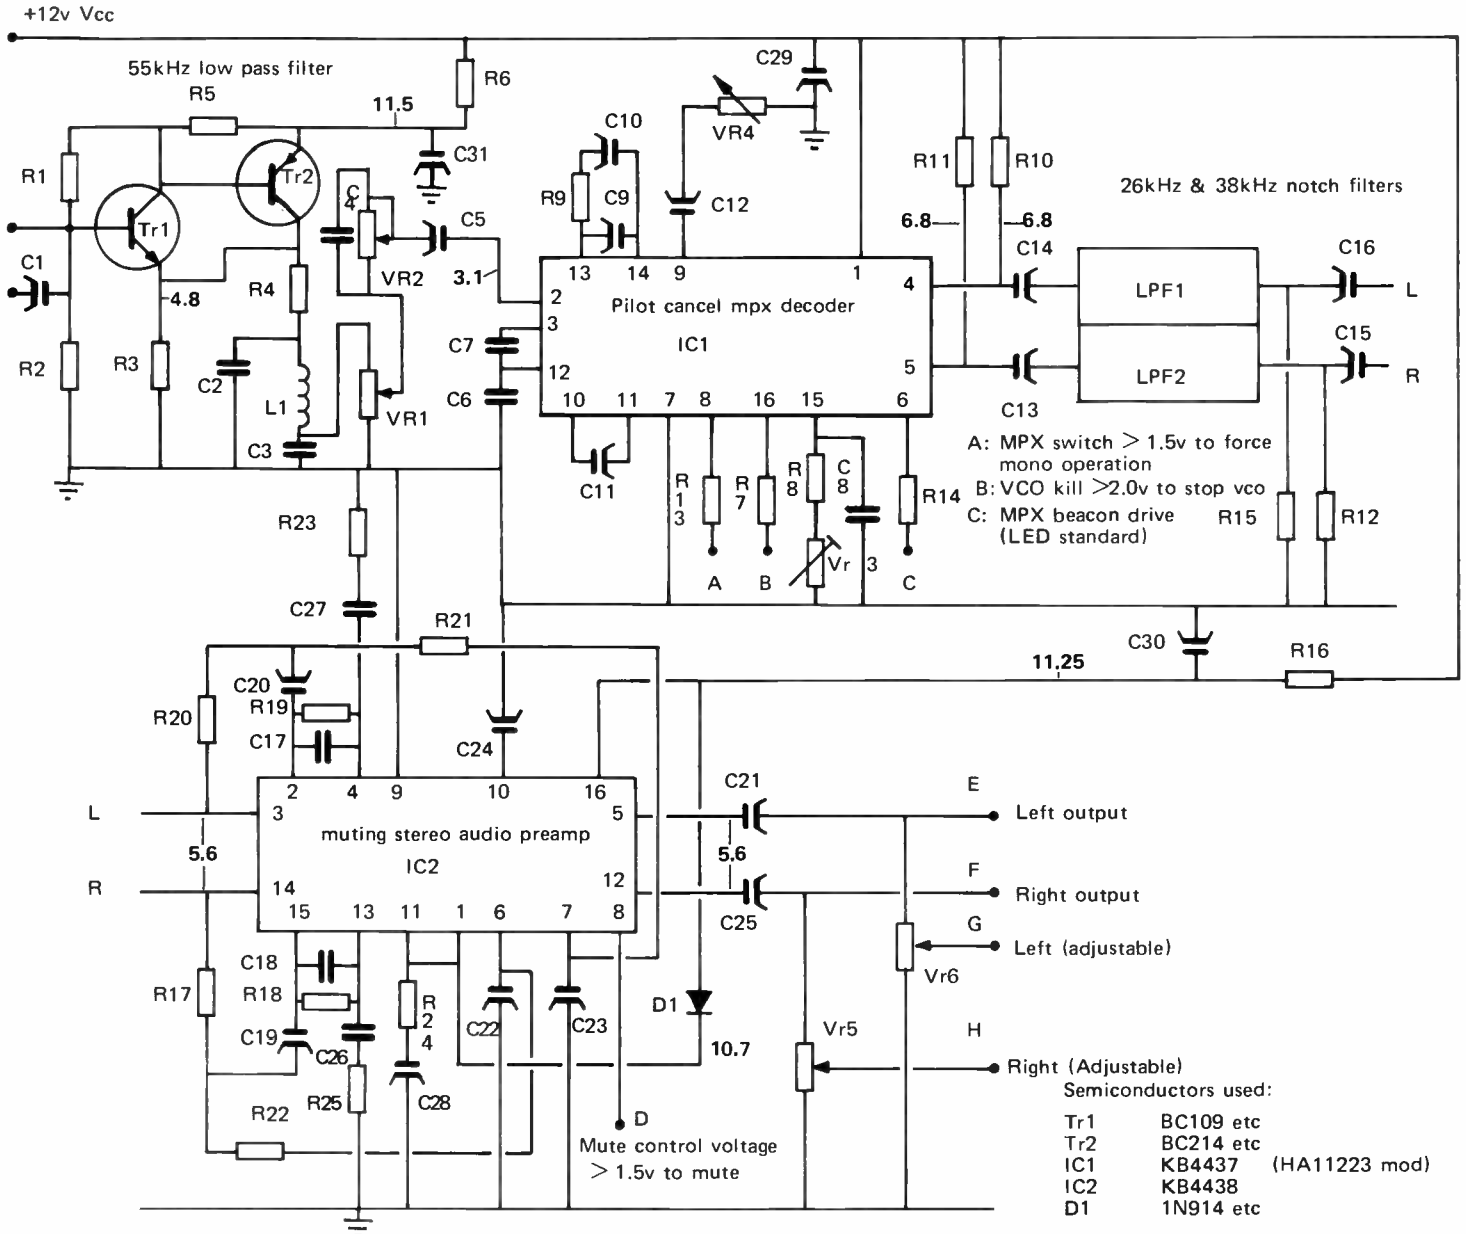 +12v Vcc
55kHz low pass filter
R5
11.5
R6
C29
VR4
C10
R1
Tr1
Tr2
C4
C31
R9
C9
C12
R11
R10
26kHz & 38kHz notch filters
C5
VR2
3.1
6.8
6.8
C14
C16
C1
4.8
R4
13
14
9
1
2
3
12
4
5
Pilot cancel mpx decoder
IC1
10
11
7
8
16
15
6
LPF1
LPF2
L
C15
R
C13
R2
R3
C2
L1
C3
VR1
C7
C6
C11
R13
R7
R8
C8
R14
A: MPX switch > 1.5v to force
mono operation
B: VCO kill >2.0v to stop vco
C: MPX beacon drive
(LED standard)
R15
R12
A
B
Vr 3
C
R23
C27
R21
C30
R16
11.25
C20
R19
C17
R20
C24
2
4
9
10
16
L
3
5
C21
E
Left output
5.6
muting stereo audio preamp
IC2
5.6
R
14
12
C25
F
Right output
15
13
11
1
6
7
8
G
Left (adjustable)
Vr6
C18
R18
R17
C19
C26
R24
C22
C23
D1
10.7
Vr5
H
Right (Adjustable)
R25
C28
R22
D
Mute control voltage
> 1.5v to mute
Semiconductors used:
Tr1 BC109 etc
Tr2 BC214 etc
IC1 KB4437 (HA11223 mod)
IC2 KB4438
D1 1N914 etc